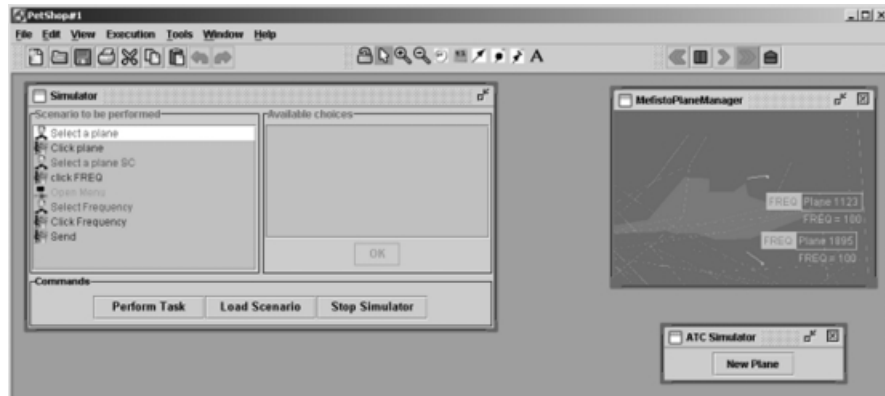 PetShop#1
File Edit View Execution Tools Window Help
A
Simulator
Scenario to be performed
Available choices
Select a plane
Click plane
Select a plane SC
click FREQ
Open Menu
Select Frequency
Click Frequency
Send
OK
Commands
Perform Task Load Scenario Stop Simulator
MefistoPlaneManager
FREQ Plane 1123
FREQ = 100
FREQ Plane 1895
FREQ = 100
ATC Simulator
New Plane